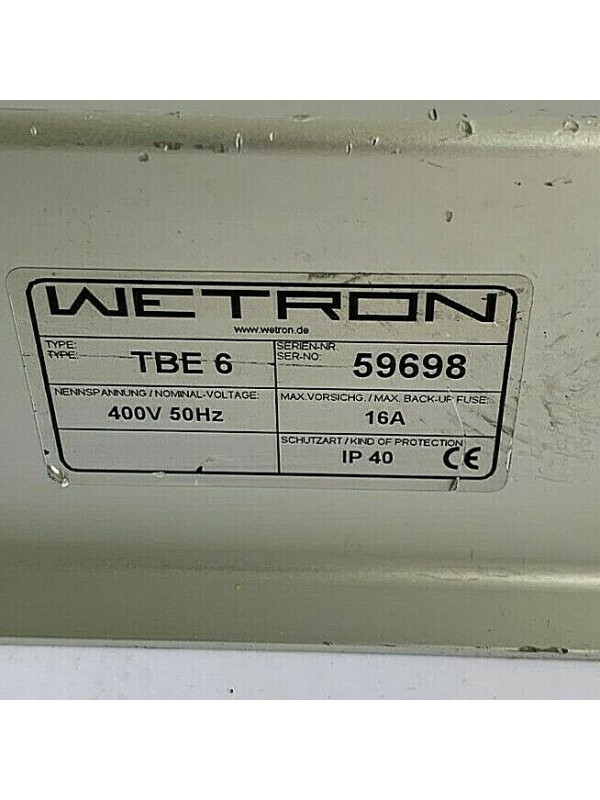 WETRON
www.wetron.de
TYPE:
TYPE: TBE 6
SERIEN-NR.
SER-NO: 59698
NENNSPANNUNG / NOMINAL-VOLTAGE:
400V 50Hz
MAX.VORSICHG. / MAX. BACK-UP FUSE:
16A
SCHUTZART / KIND OF PROTECTION
IP 40 CE